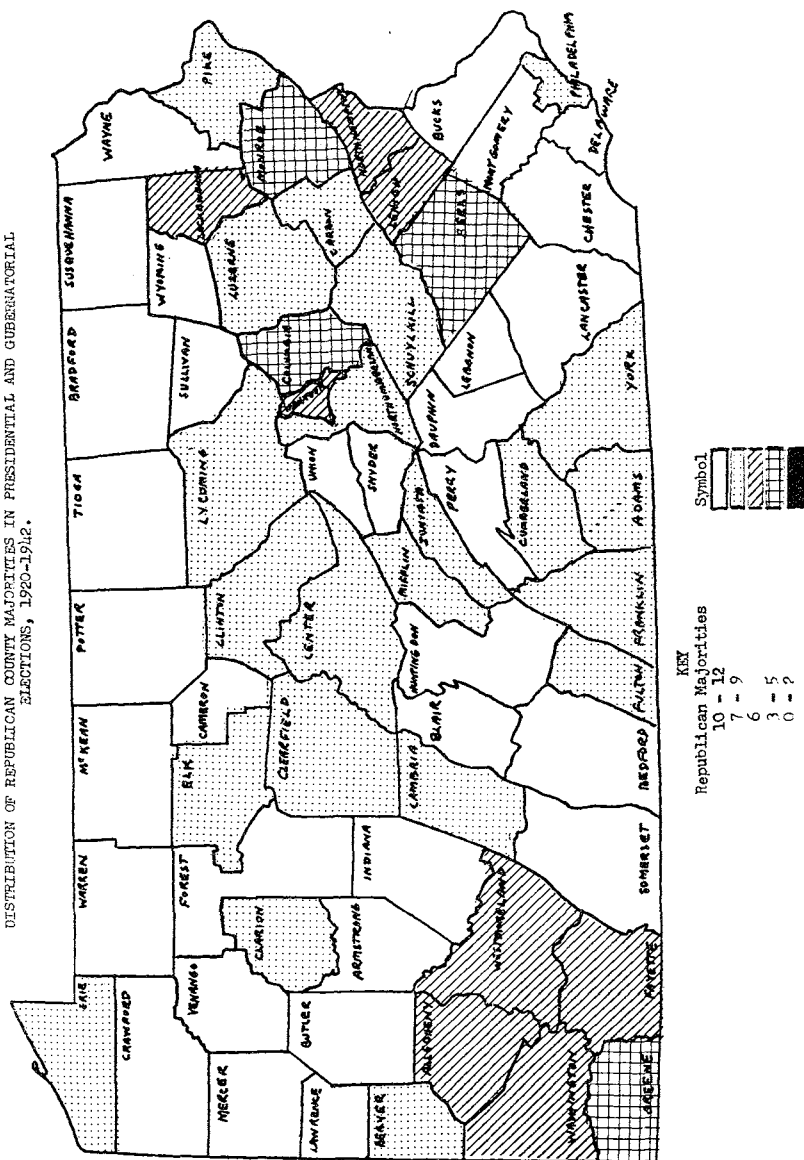 DISTRIBUTION OF REPUBLICAN COUNTY MAJORITIES IN PRESIDENTIAL AND GUBERNATORIAL
ELECTIONS, 1920-1942.
ERIE
CRAWFORD
WARREN
McKEAN
POTTER
TIOGA
BRADFORD
SUSQUEHANNA
WAYNE
PIKE
MERCER
VENANGO
FOREST
ELK
CAMERON
CLINTON
LYCOMING
SULLIVAN
WYOMING
LACKAWANNA
LUZERNE
MONROE
LAWRENCE
BUTLER
CLARION
CLEARFIELD
CENTER
UNION
MONTOUR
COLUMBIA
CARBON
NORTHAMPTON
BEAVER
ARMSTRONG
INDIANA
CAMBRIA
BLAIR
HUNTINGDON
MIFFLIN
SNYDER
NORTHUMBERLAND
SCHUYLKILL
LEHIGH
BUCKS
ALLEGHENY
WESTMORELAND
JUNIATA
PERRY
DAUPHIN
LEBANON
BERKS
MONTGOMERY
PHILADELPHIA
WASHINGTON
FAYETTE
SOMERSET
BEDFORD
FULTON
FRANKLIN
CUMBERLAND
ADAMS
YORK
LANCASTER
CHESTER
DELAWARE
GREENE
KEY
Republican Majorities Symbol
10 - 12
7 - 9
6
3 - 5
0 - 2